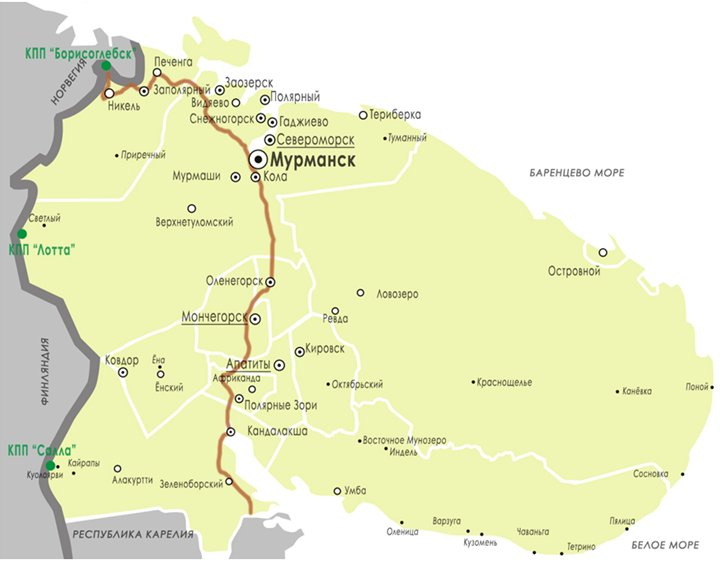 КПП "Борисоглебск"
НОРВЕГИЯ
Печенга
Никель
Заполярный
Заозерск
Видяево
Полярный
Снежногорск
Гаджиево
Териберка
Североморск
Туманный
Приречный
Мурманск
Мурмаши
Кола
БАРЕНЦЕВО МОРЕ
Светлый
Верхнетуломский
КПП "Лотта"
Островной
Оленегорск
Ловозеро
Мончегорск
Ревда
ФИНЛЯНДИЯ
Ковдор
Ёна
Кировск
Апатиты
Ёнский
Африканда
Октябрьский
Краснощелье
Канёвка
Поной
Полярные Зори
Кандалакша
Восточное Мунозеро
Индель
КПП "Салла"
Куолоярви
Кайралы
Алакуртти
Зеленоборский
Сосновка
Умба
Оленица
Варзуга
Кузомень
Чаваньга
Тетрино
Пялица
РЕСПУБЛИКА КАРЕЛИЯ
БЕЛОЕ МОРЕ